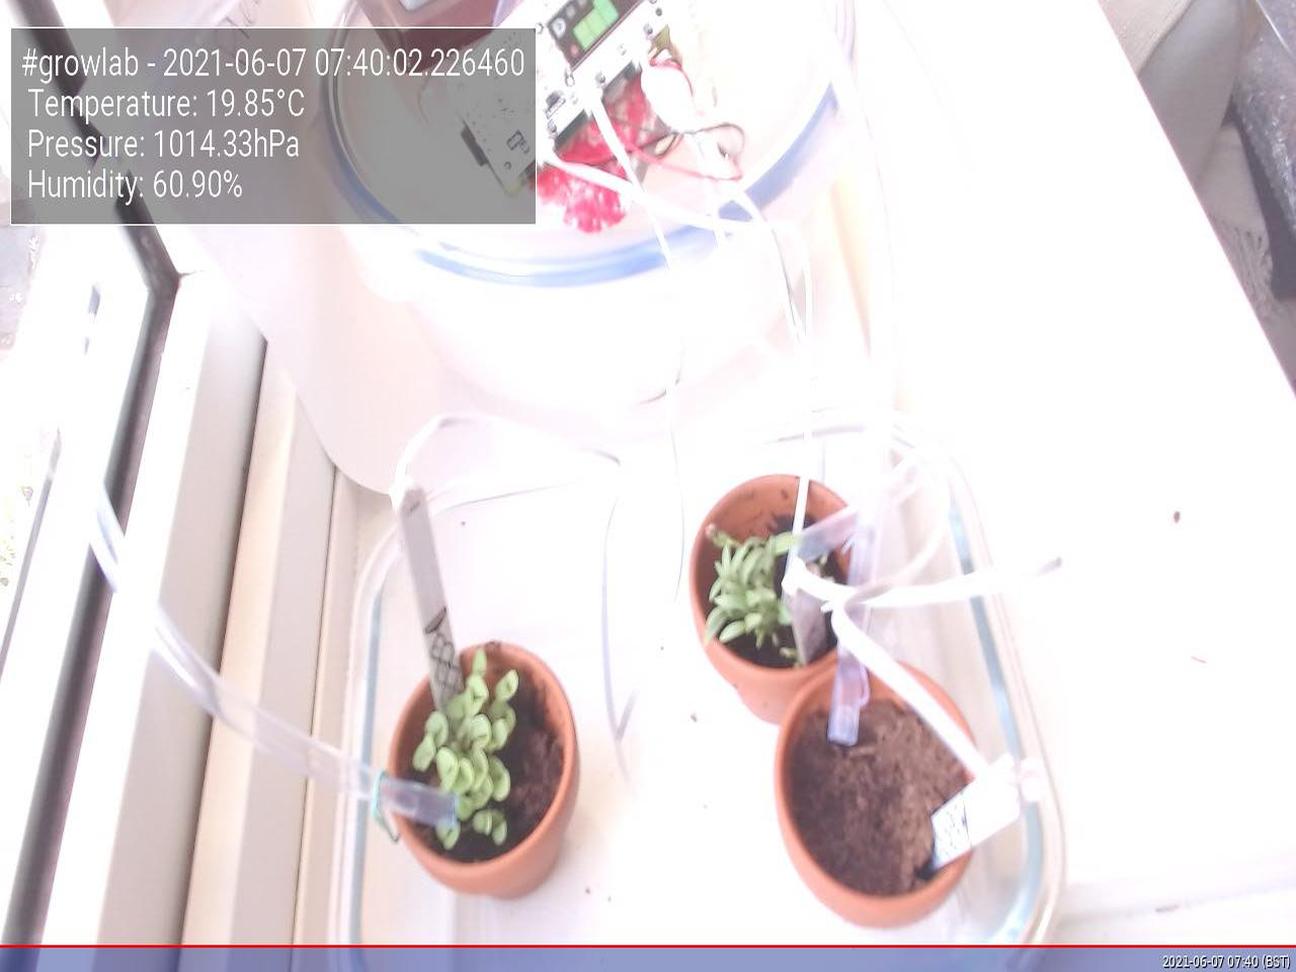 #growlab - 2021-06-07 07:40:02.226460
Temperature: 19.85°C
Pressure: 1014.33hPa
Humidity: 60.90%
2021-06-07 07:40 (BST)